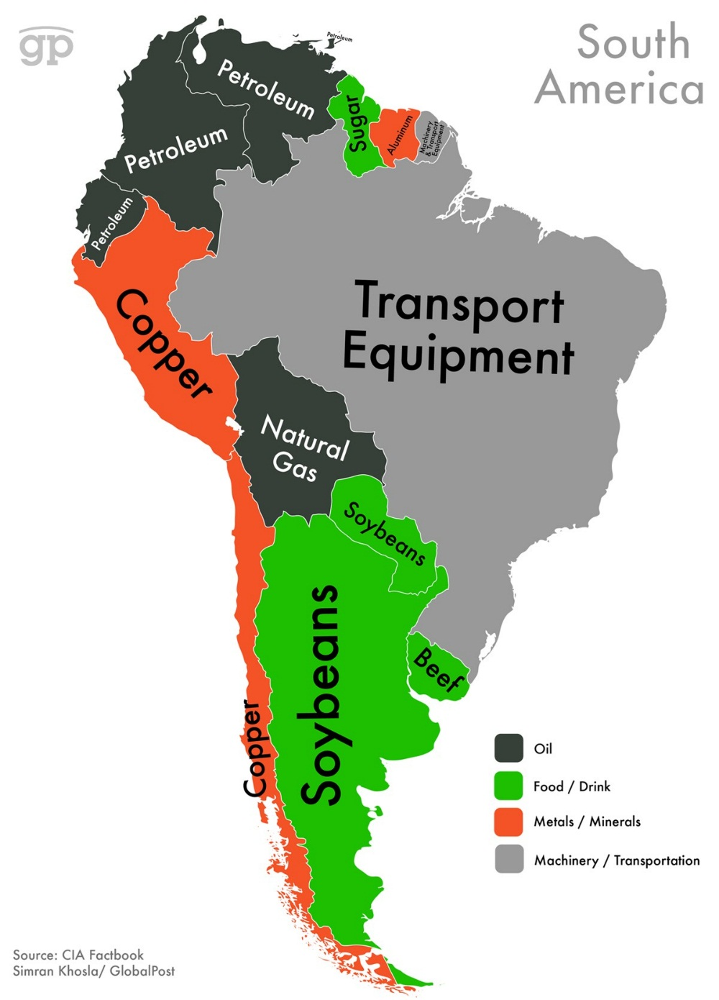 gp
South
America
Petroleum
Petroleum
Petroleum
Sugar
Aluminum
Machinery
& Transport
Equipment
Petroleum
Transport
Equipment
Copper
Natural
Gas
Soybeans
Soybeans
Beef
Copper
Oil
Food / Drink
Metals / Minerals
Machinery / Transportation
Source: CIA Factbook
Simran Khosla/ GlobalPost